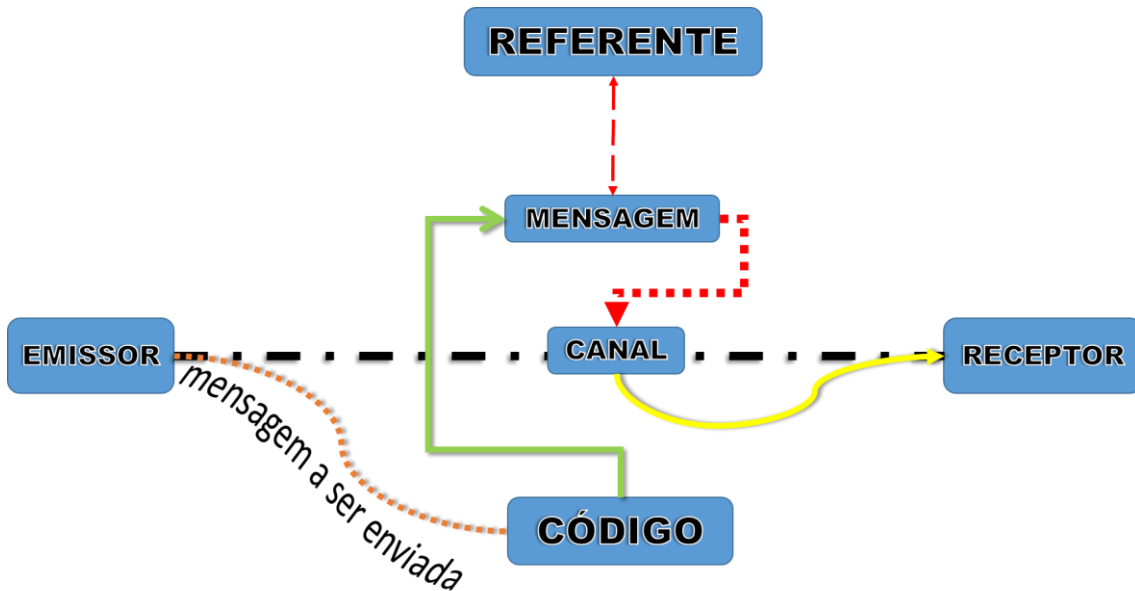 REFERENTE
MENSAGEM
EMISSOR
CANAL
RECEPTOR
mensagem a ser enviada
CÓDIGO